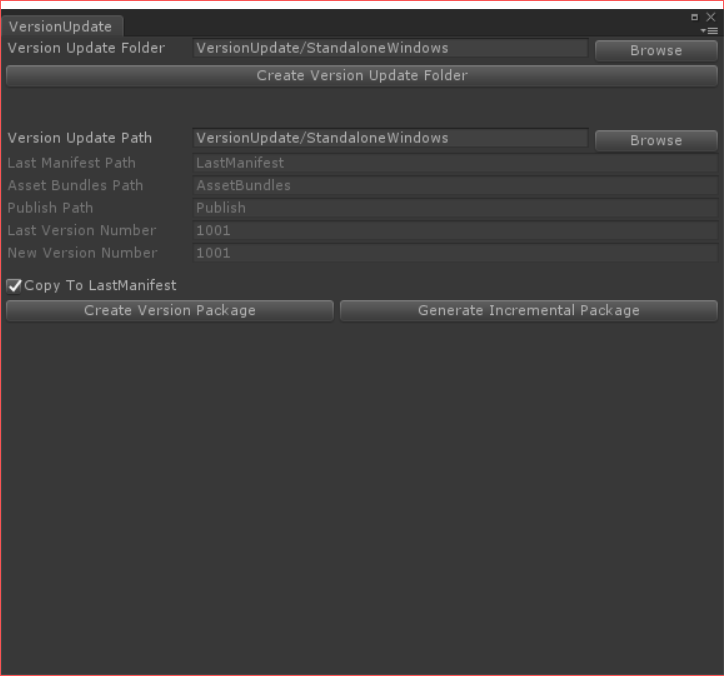 VersionUpdate
Version Update Folder VersionUpdate/StandaloneWindows Browse
Create Version Update Folder
Version Update Path VersionUpdate/StandaloneWindows Browse
Last Manifest Path LastManifest
Asset Bundles Path AssetBundles
Publish Path Publish
Last Version Number 1001
New Version Number 1001
Copy To LastManifest
Create Version Package Generate Incremental Package